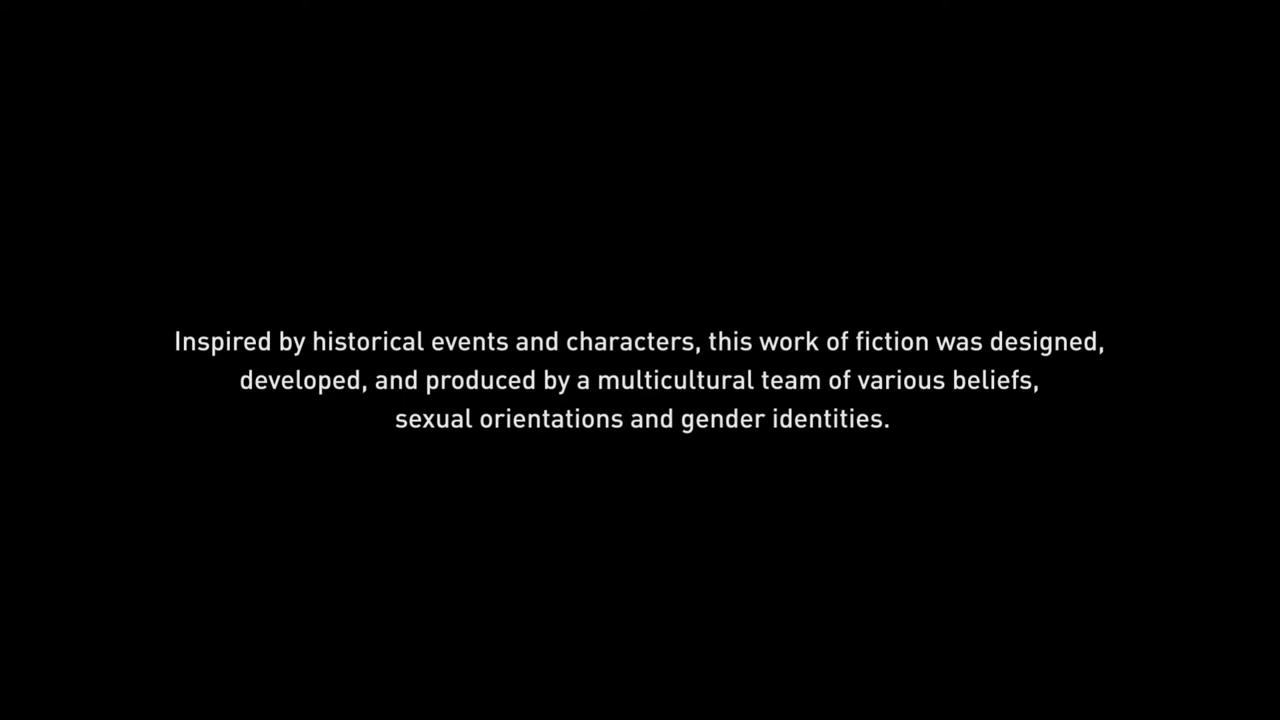 Inspired by historical events and characters, this work of fiction was designed,
developed, and produced by a multicultural team of various beliefs,
sexual orientations and gender identities.